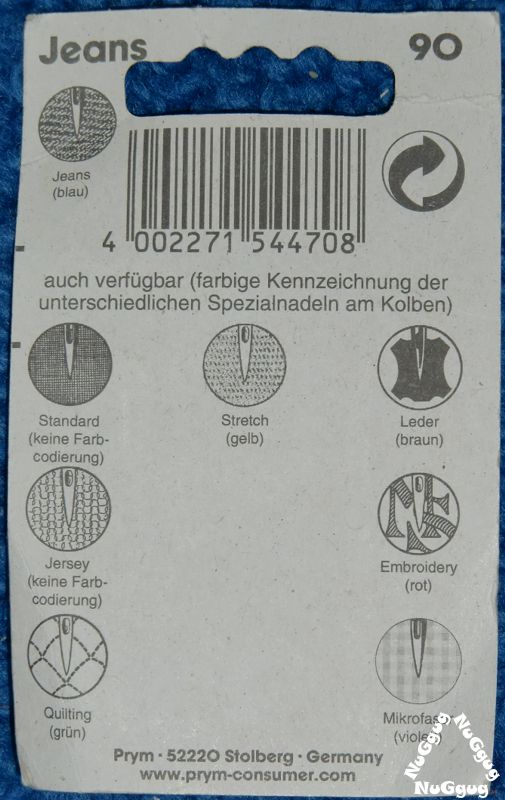 Jeans 90
Jeans
(blau)
4 002271 544708
auch verfügbar (farbige Kennzeichnung der
unterschiedlichen Spezialnadeln am Kolben)
Standard
(keine Farb-
codierung)
Stretch
(gelb)
Leder
(braun)
Jersey
(keine Farb-
codierung)
Embroidery
(rot)
Quilting
(grün)
Prym · 52220 Stolberg · Germany
www.prym-consumer.com
NuGgug
NuGgug
NuGgug